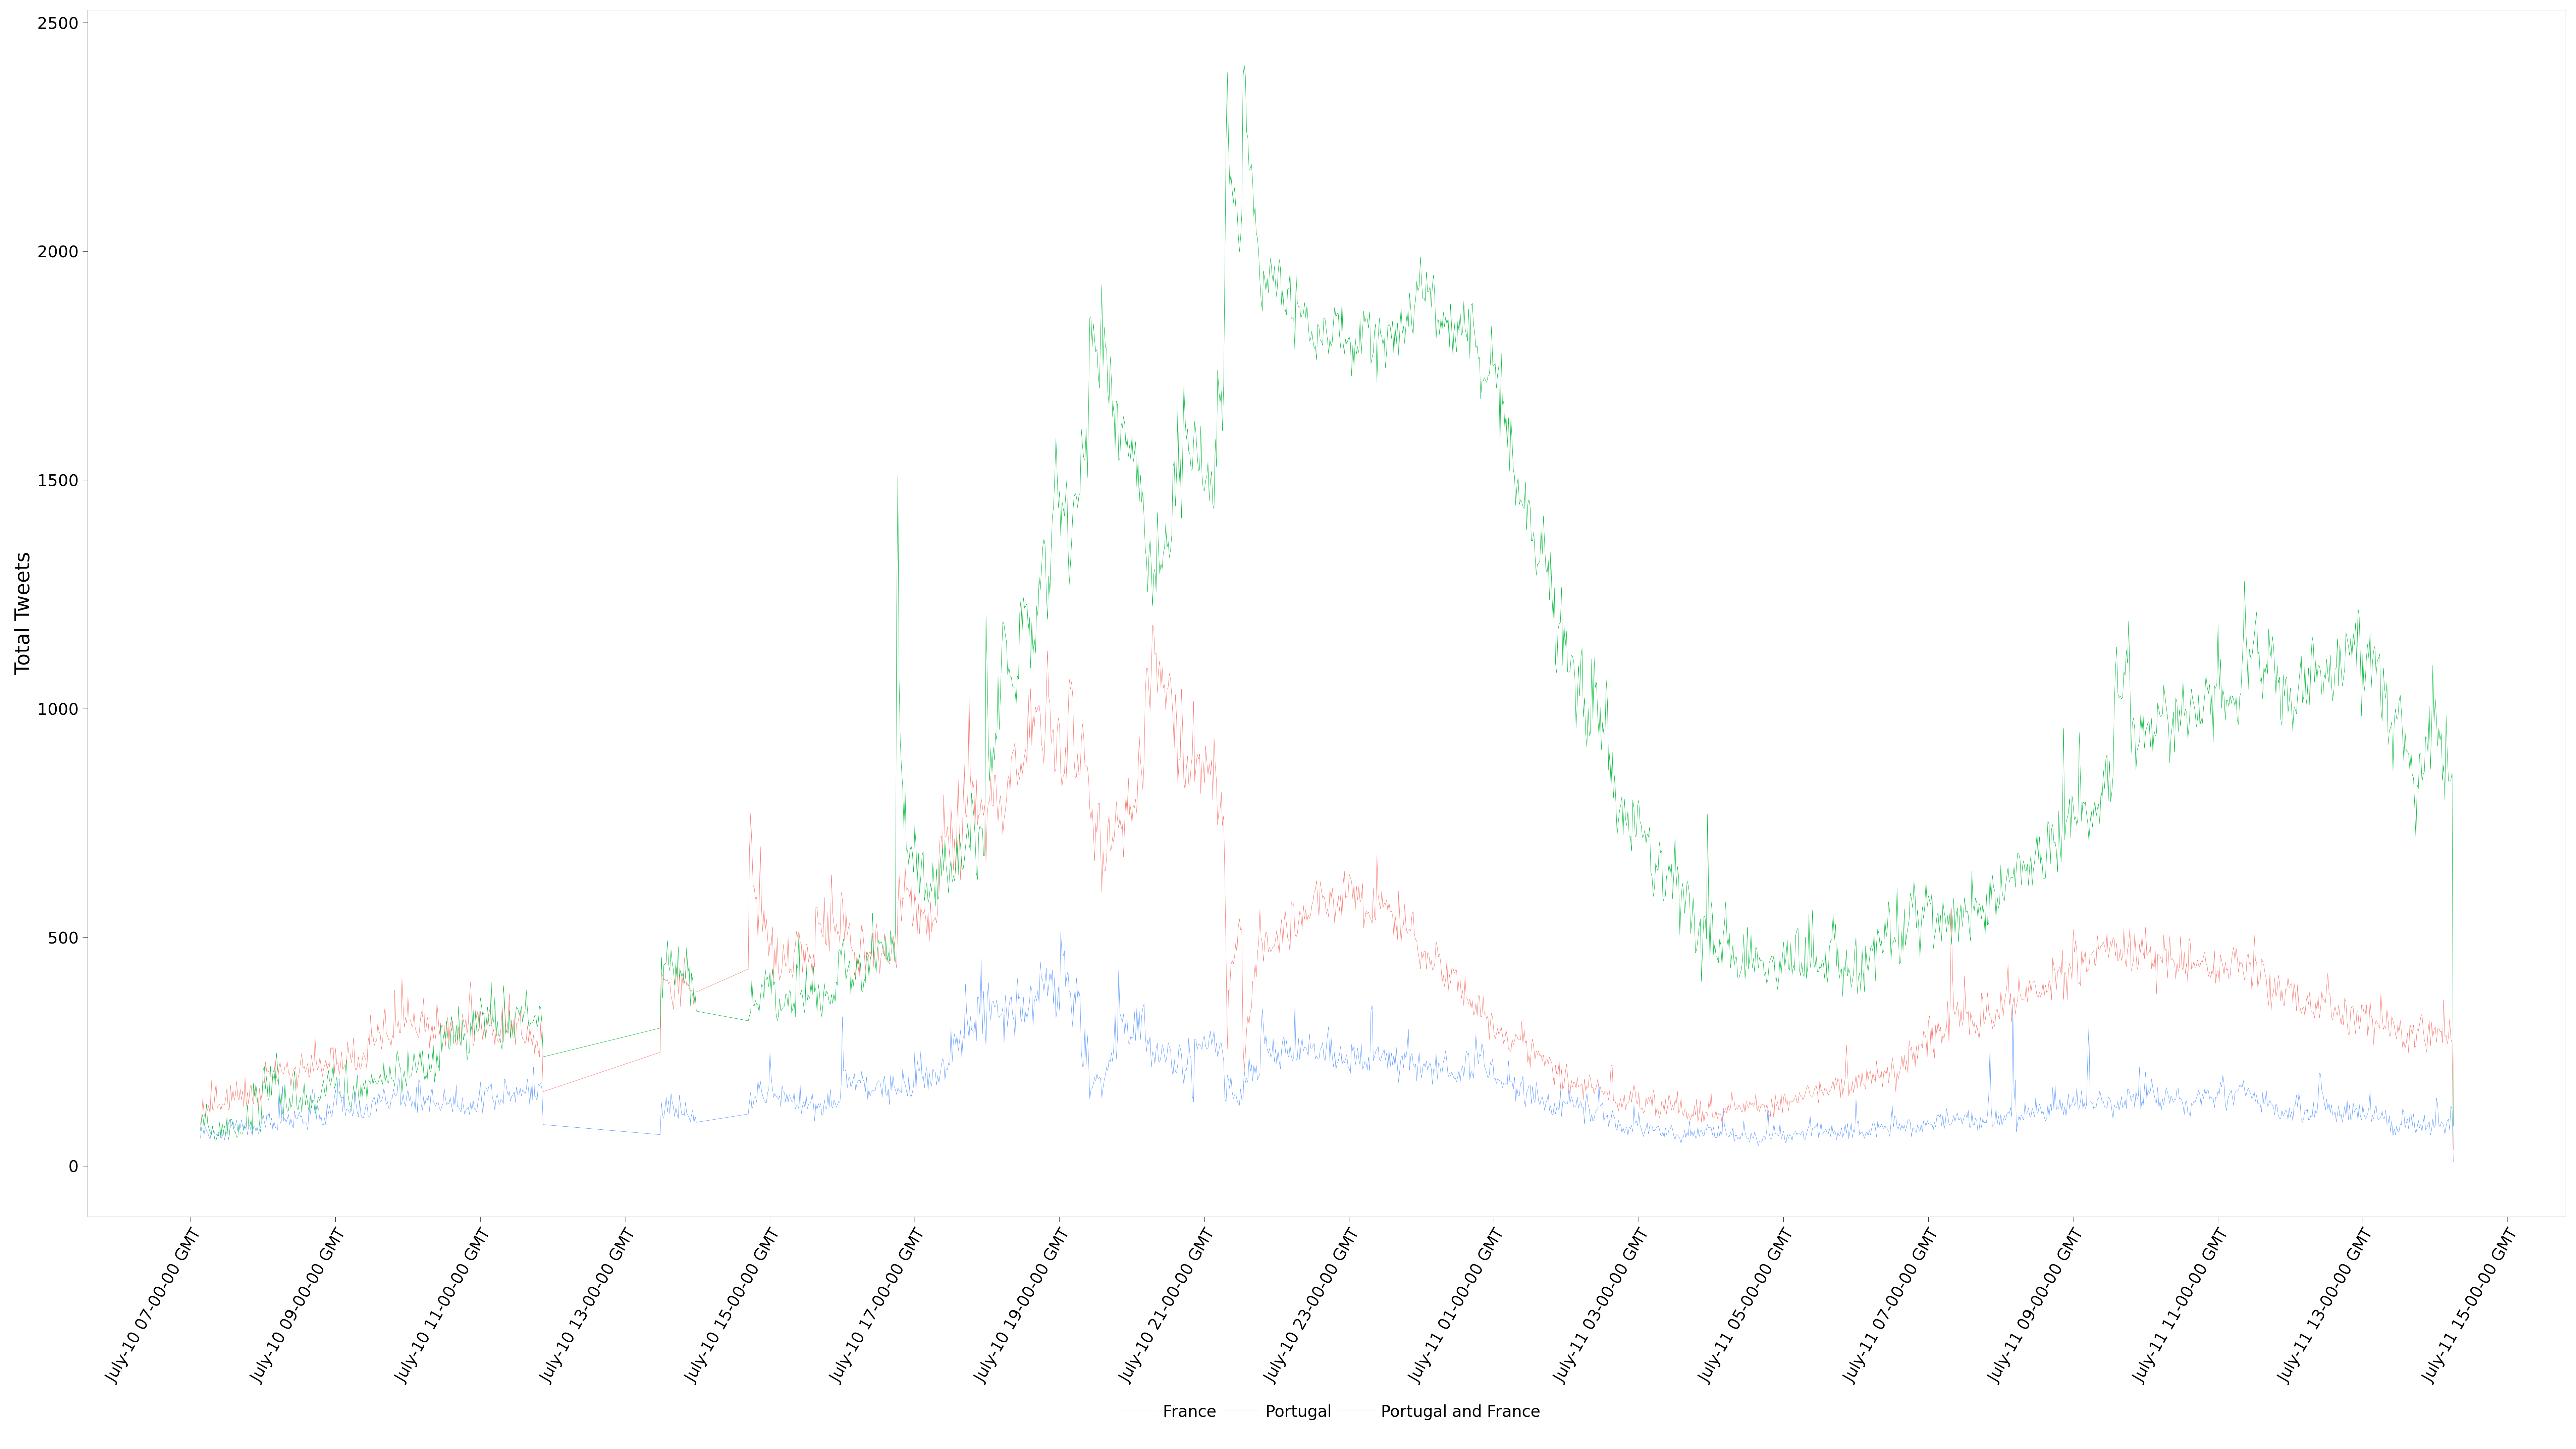 Total Tweets
2500
2000
1500
1000
500
0
July-10 07-00-00 GMT
July-10 09-00-00 GMT
July-10 11-00-00 GMT
July-10 13-00-00 GMT
July-10 15-00-00 GMT
July-10 17-00-00 GMT
July-10 19-00-00 GMT
July-10 21-00-00 GMT
July-10 23-00-00 GMT
July-11 01-00-00 GMT
July-11 03-00-00 GMT
July-11 05-00-00 GMT
July-11 07-00-00 GMT
July-11 09-00-00 GMT
July-11 11-00-00 GMT
July-11 13-00-00 GMT
July-11 15-00-00 GMT
France Portugal Portugal and France